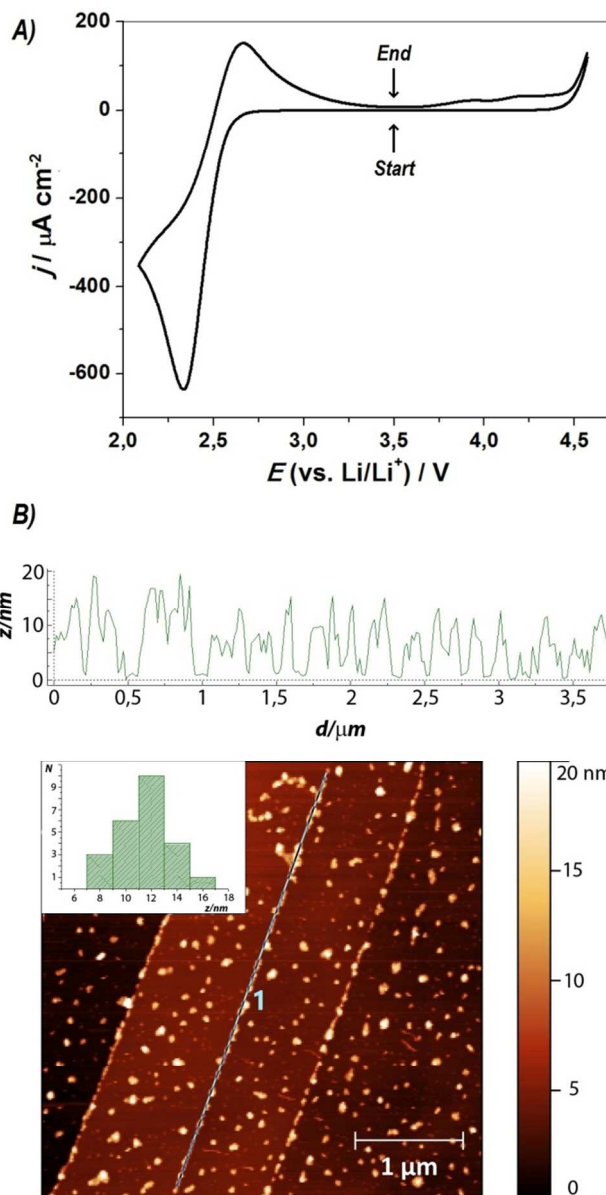 A)
200
0
-200
-400
-600
j / µA cm-2
End
Start
2,0 2,5 3,0 3,5 4,0 4,5
E (vs. Li/Li+) / V
B)
20
10
0
z/nm
0 0,5 1 1,5 2 2,5 3 3,5
d/µm
N
9
7
5
3
1
6 8 10 12 14 16 18
z/nm
1
1 µm
20 nm
15
10
5
0